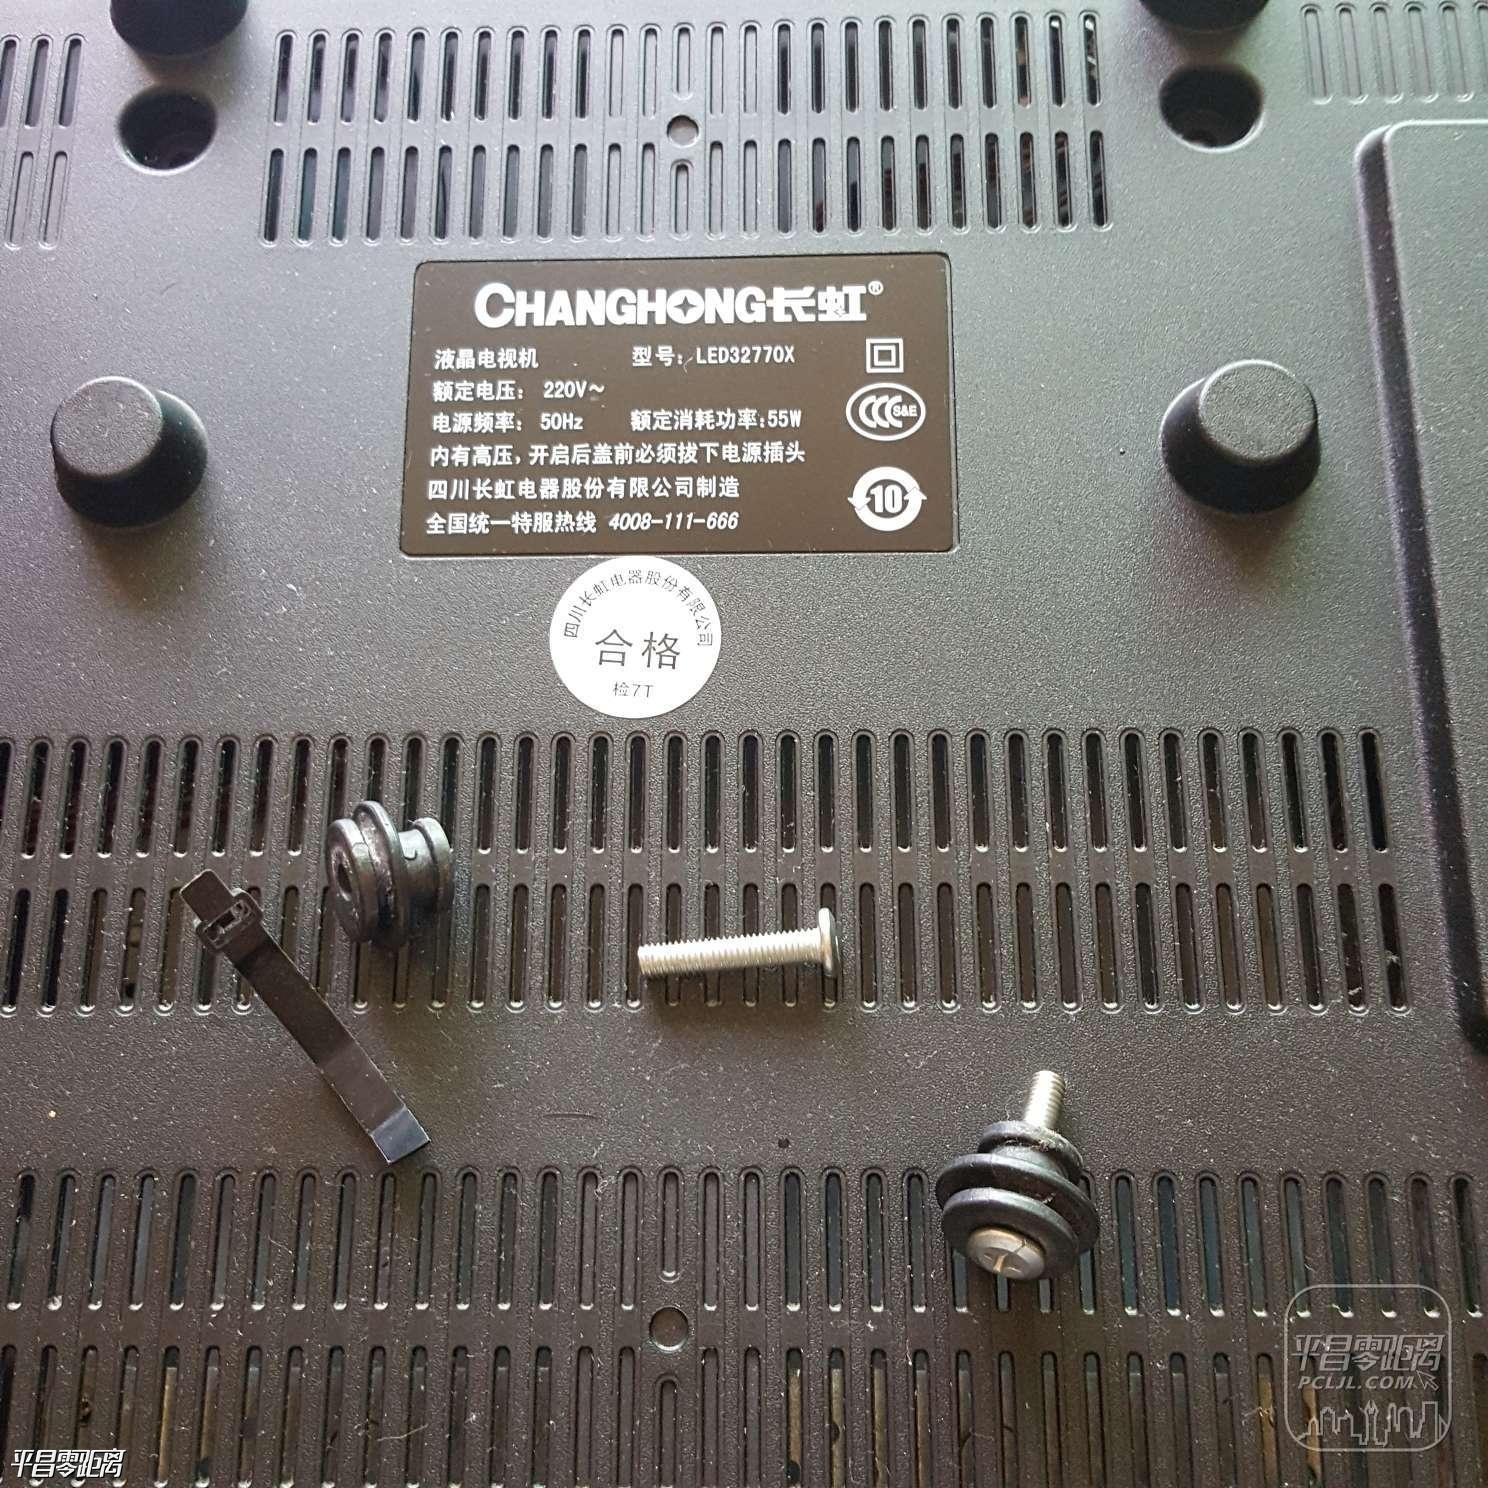 CHANGHONG长虹®
液晶电视机 型号: LED32770X
额定电压: 220V~
电源频率: 50Hz 额定消耗功率:55W
S&E
内有高压,开启后盖前必须拔下电源插头
四川长虹电器股份有限公司制造
10
全国统一特服热线 4008-111-666
四川长虹电器股份有限公司
合格
检7T
平昌零距离
PCLJL.COM
平昌零距离